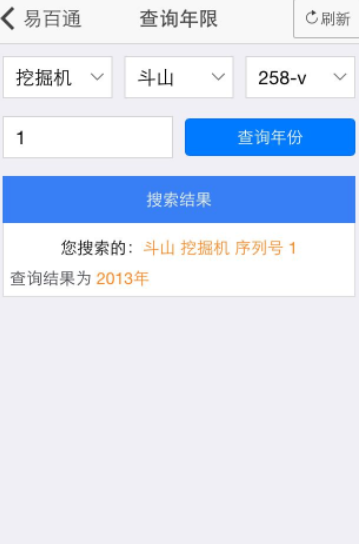 易百通 查询年限 刷新
挖掘机 斗山 258-v
1 查询年份
搜索结果
您搜索的：斗山 挖掘机 序列号 1
查询结果为 2013年